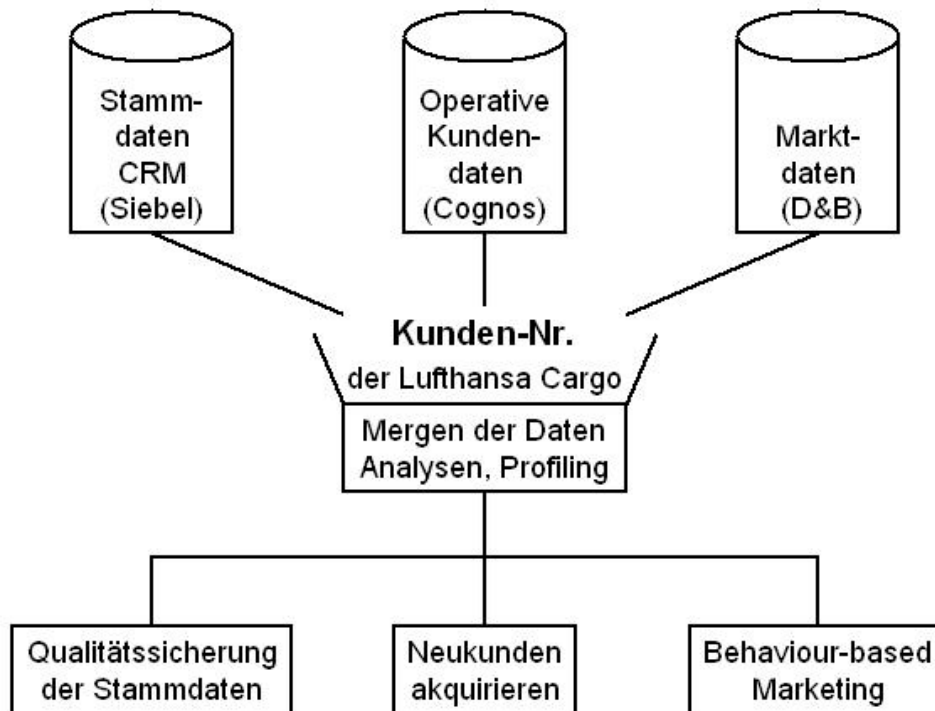 Stamm-
daten
CRM
(Siebel)
Operative
Kunden-
daten
(Cognos)
Markt-
daten
(D&B)
Kunden-Nr.
der Lufthansa Cargo
Mergen der Daten
Analysen, Profiling
Qualitätssicherung
der Stammdaten
Neukunden
akquirieren
Behaviour-based
Marketing